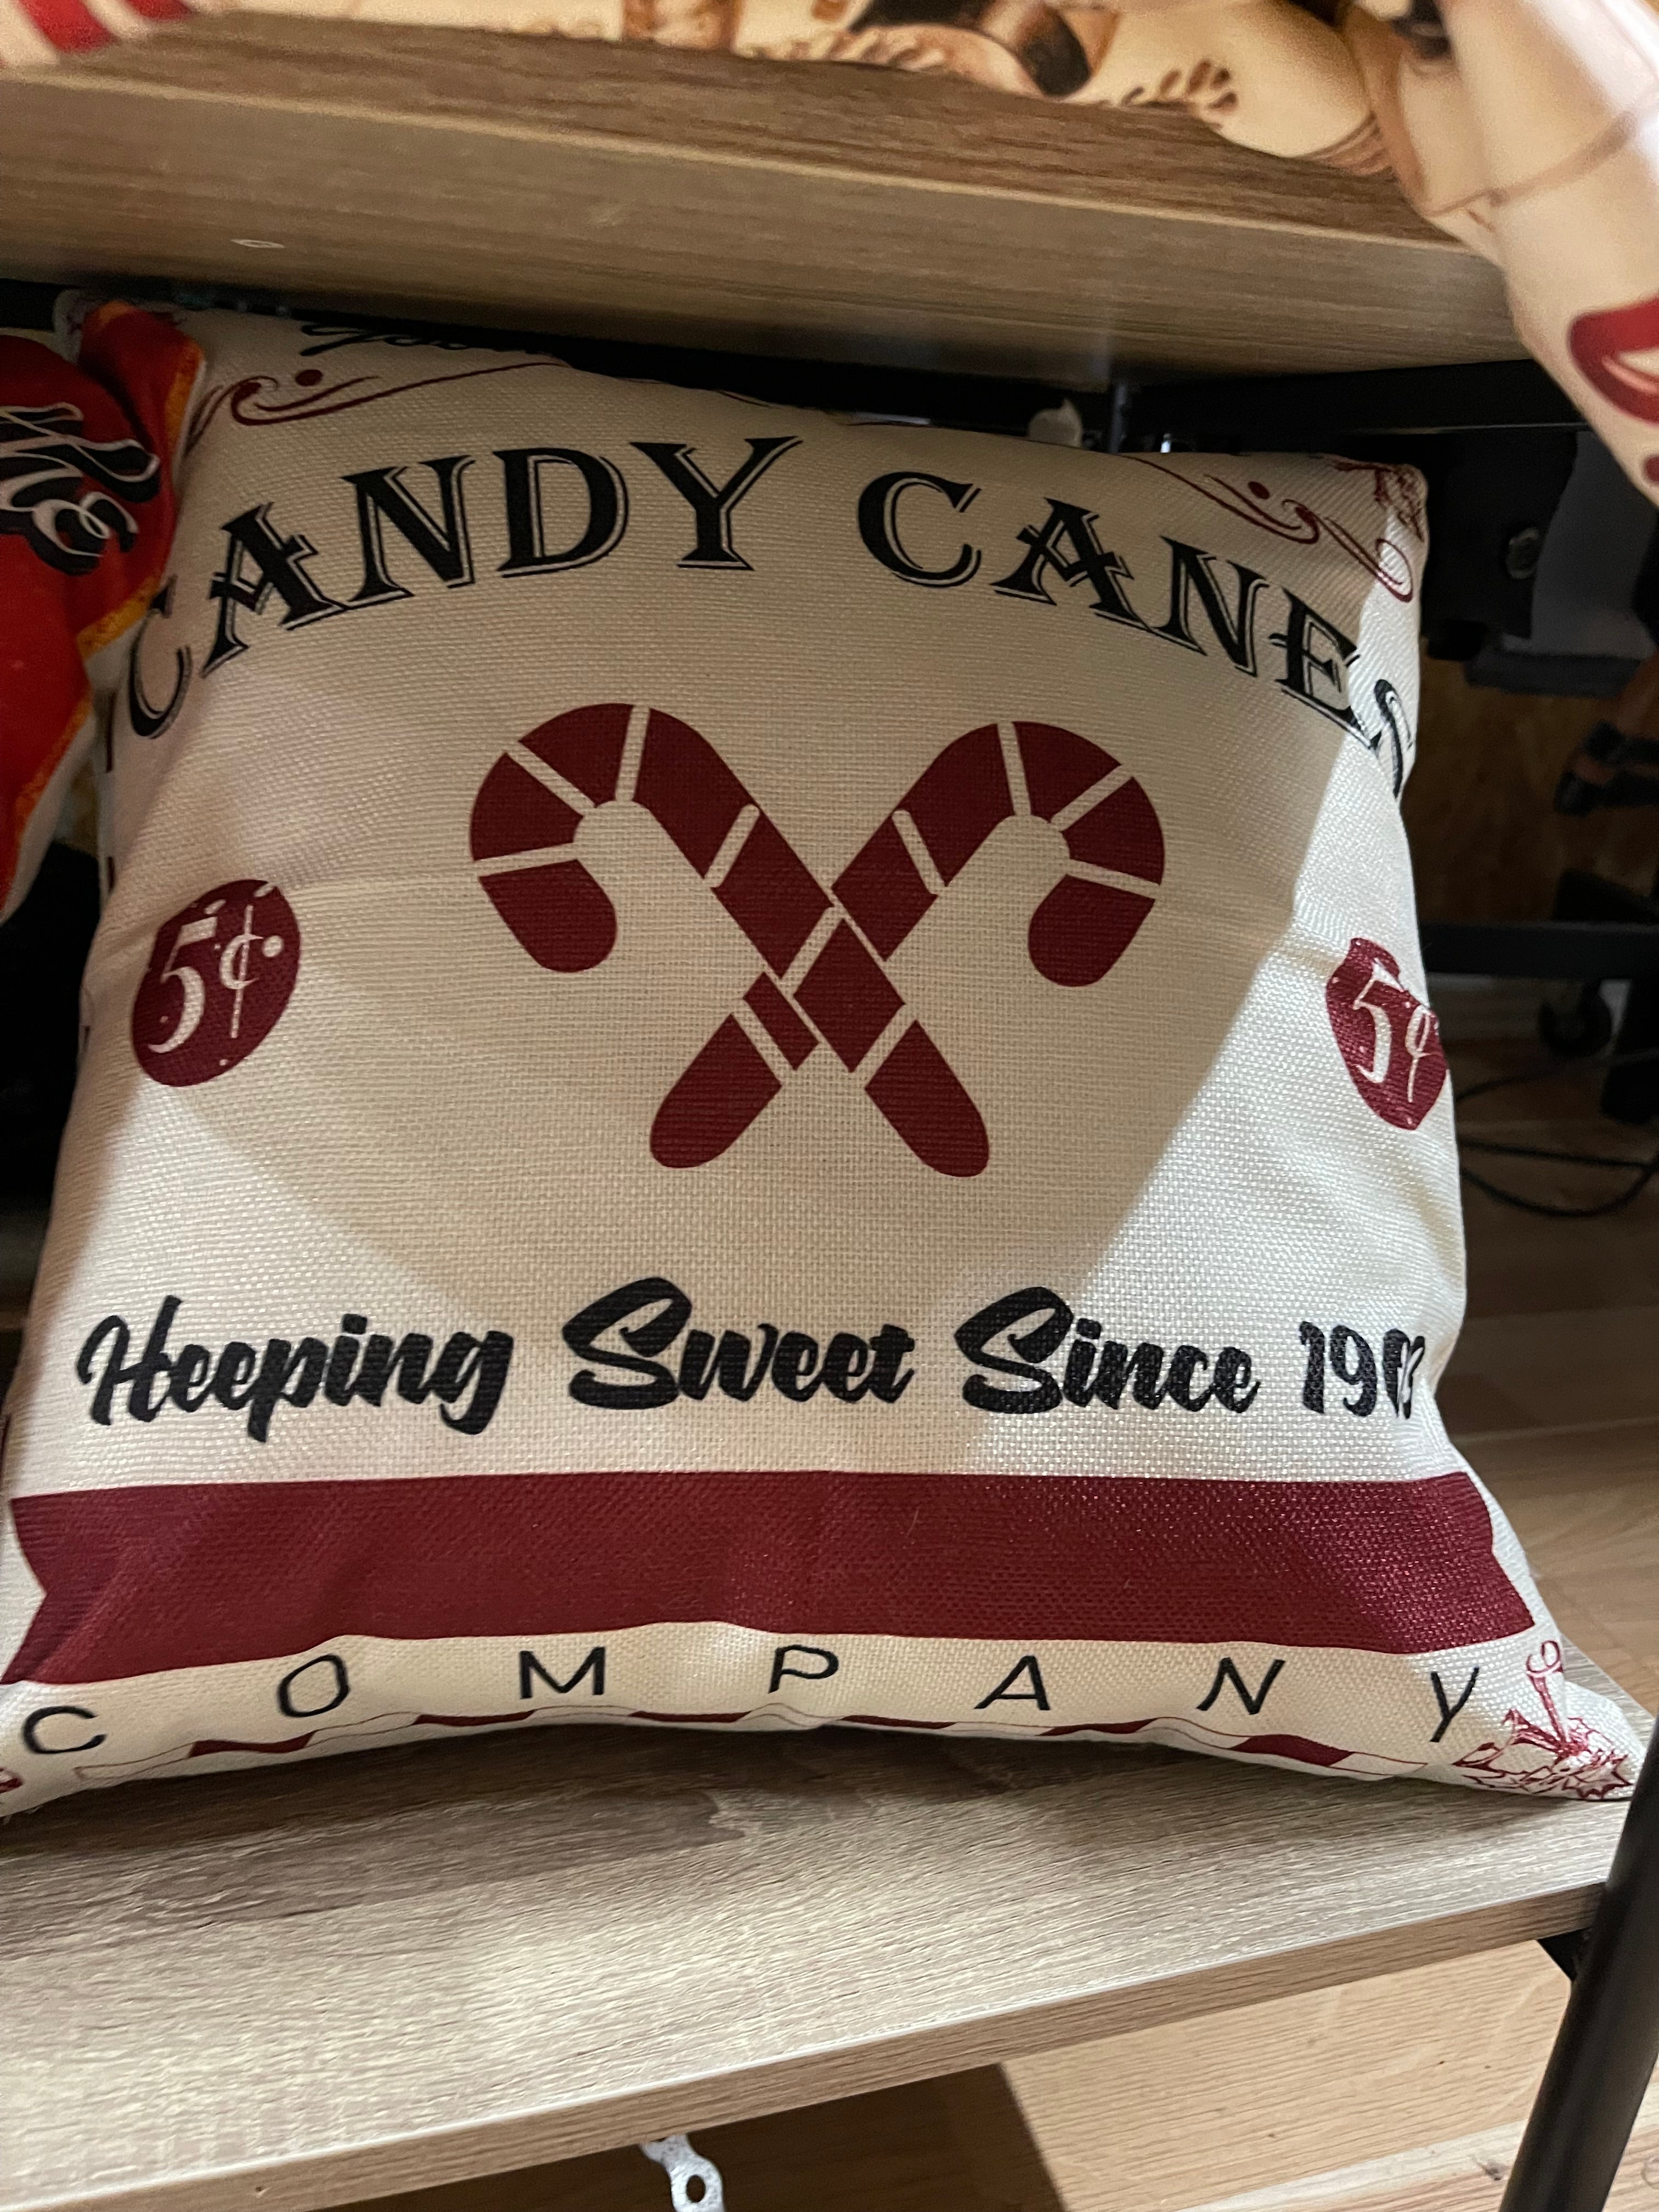 CANDY CANES
5¢ 5¢
Heeping Sweet Since
COMPANY